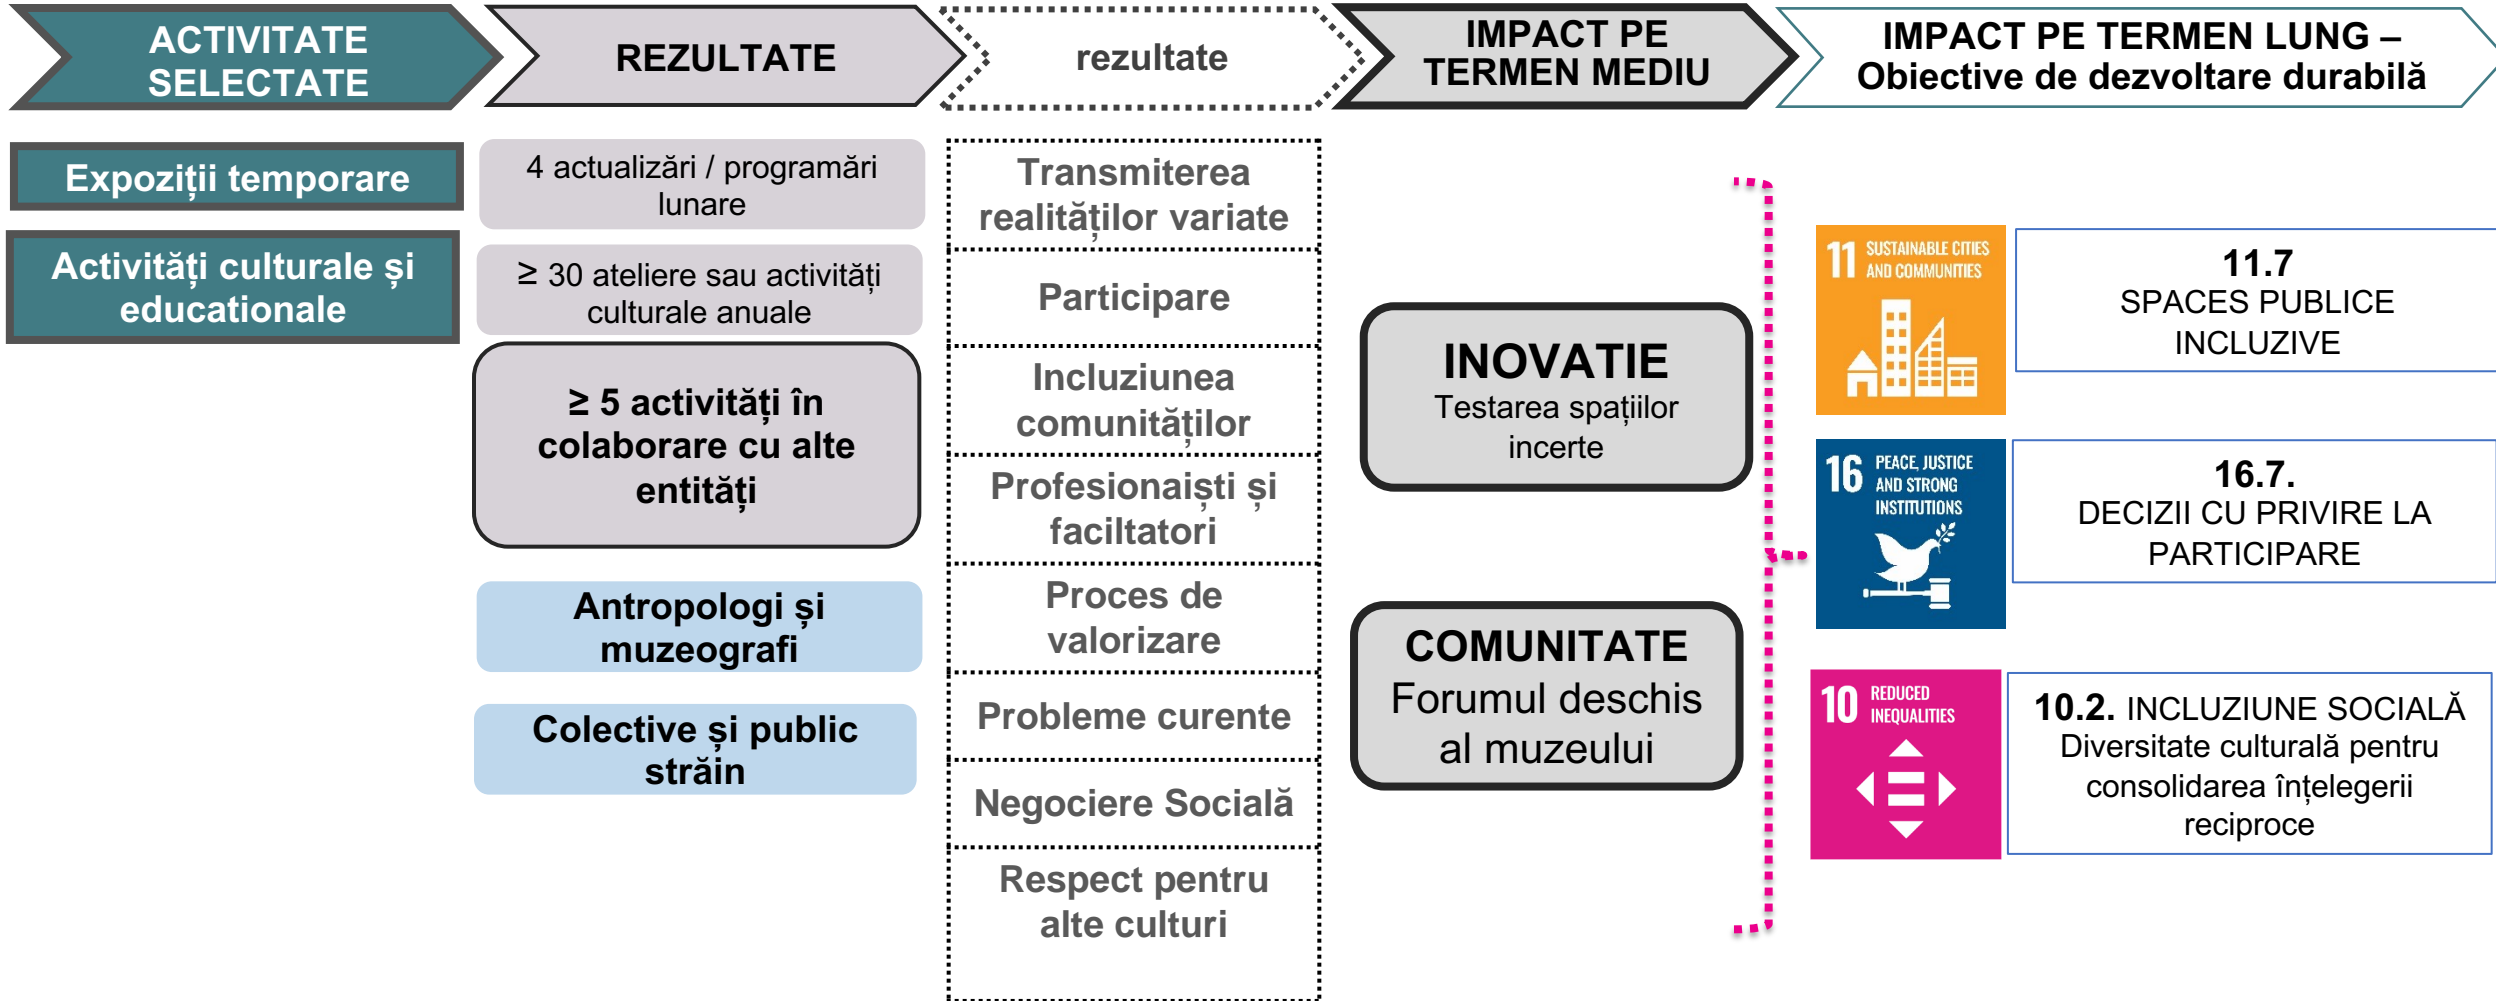 ACTIVITATE
SELECTATE
REZULTATE
rezultate
IMPACT PE
TERMEN MEDIU
IMPACT PE TERMEN LUNG –
Obiective de dezvoltare durabilă
Expoziții temporare
Activități culturale și
educationale
4 actualizări / programări
lunare
≥ 30 ateliere sau activități
culturale anuale
≥ 5 activități în
colaborare cu alte
entități
Antropologi și
muzeografi
Colective și public
străin
Transmiterea
realităților variate
Participare
Incluziunea
comunităților
Profesionaiști și
faciltatori
Proces de
valorizare
Probleme curente
Negociere Socială
Respect pentru
alte culturi
INOVATIE
Testarea spațiilor
incerte
COMUNITATE
Forumul deschis
al muzeului
11 SUSTAINABLE CITIES
AND COMMUNITIES
11.7
SPACES PUBLICE
INCLUZIVE
16 PEACE, JUSTICE
AND STRONG
INSTITUTIONS
16.7.
DECIZII CU PRIVIRE LA
PARTICIPARE
10 REDUCED
INEQUALITIES
10.2. INCLUZIUNE SOCIALĂ
Diversitate culturală pentru
consolidarea înțelegerii
reciproce